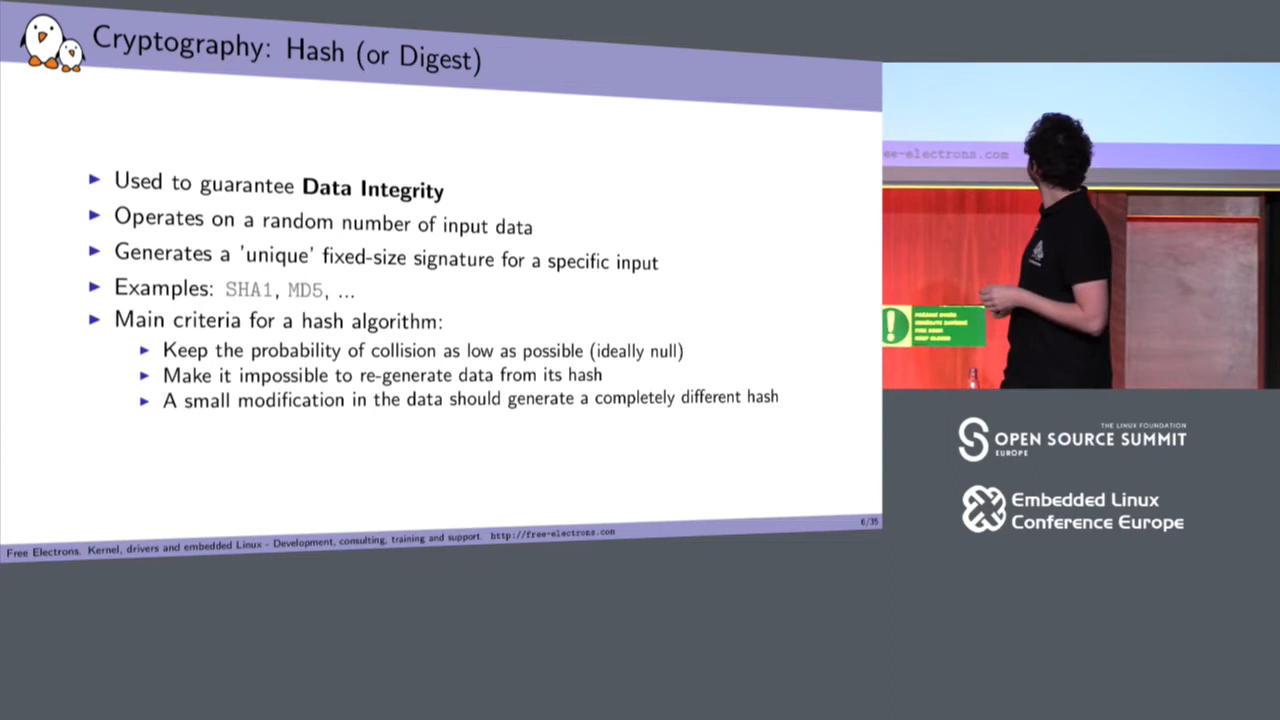 Cryptography: Hash (or Digest)
Used to guarantee Data Integrity
Operates on a random number of input data
Generates a 'unique' fixed-size signature for a specific input
Examples: SHA1, MD5, ...
Main criteria for a hash algorithm:
Keep the probability of collision as low as possible (ideally null)
Make it impossible to re-generate data from its hash
A small modification in the data should generate a completely different hash
Free Electrons. Kernel, drivers and embedded Linux - Development, consulting, training and support. http://free-electrons.com
6/35
ee-electrons.com
KEEP CLOSED
THE LINUX FOUNDATION
OPEN SOURCE SUMMIT
EUROPE
Embedded Linux
Conference Europe